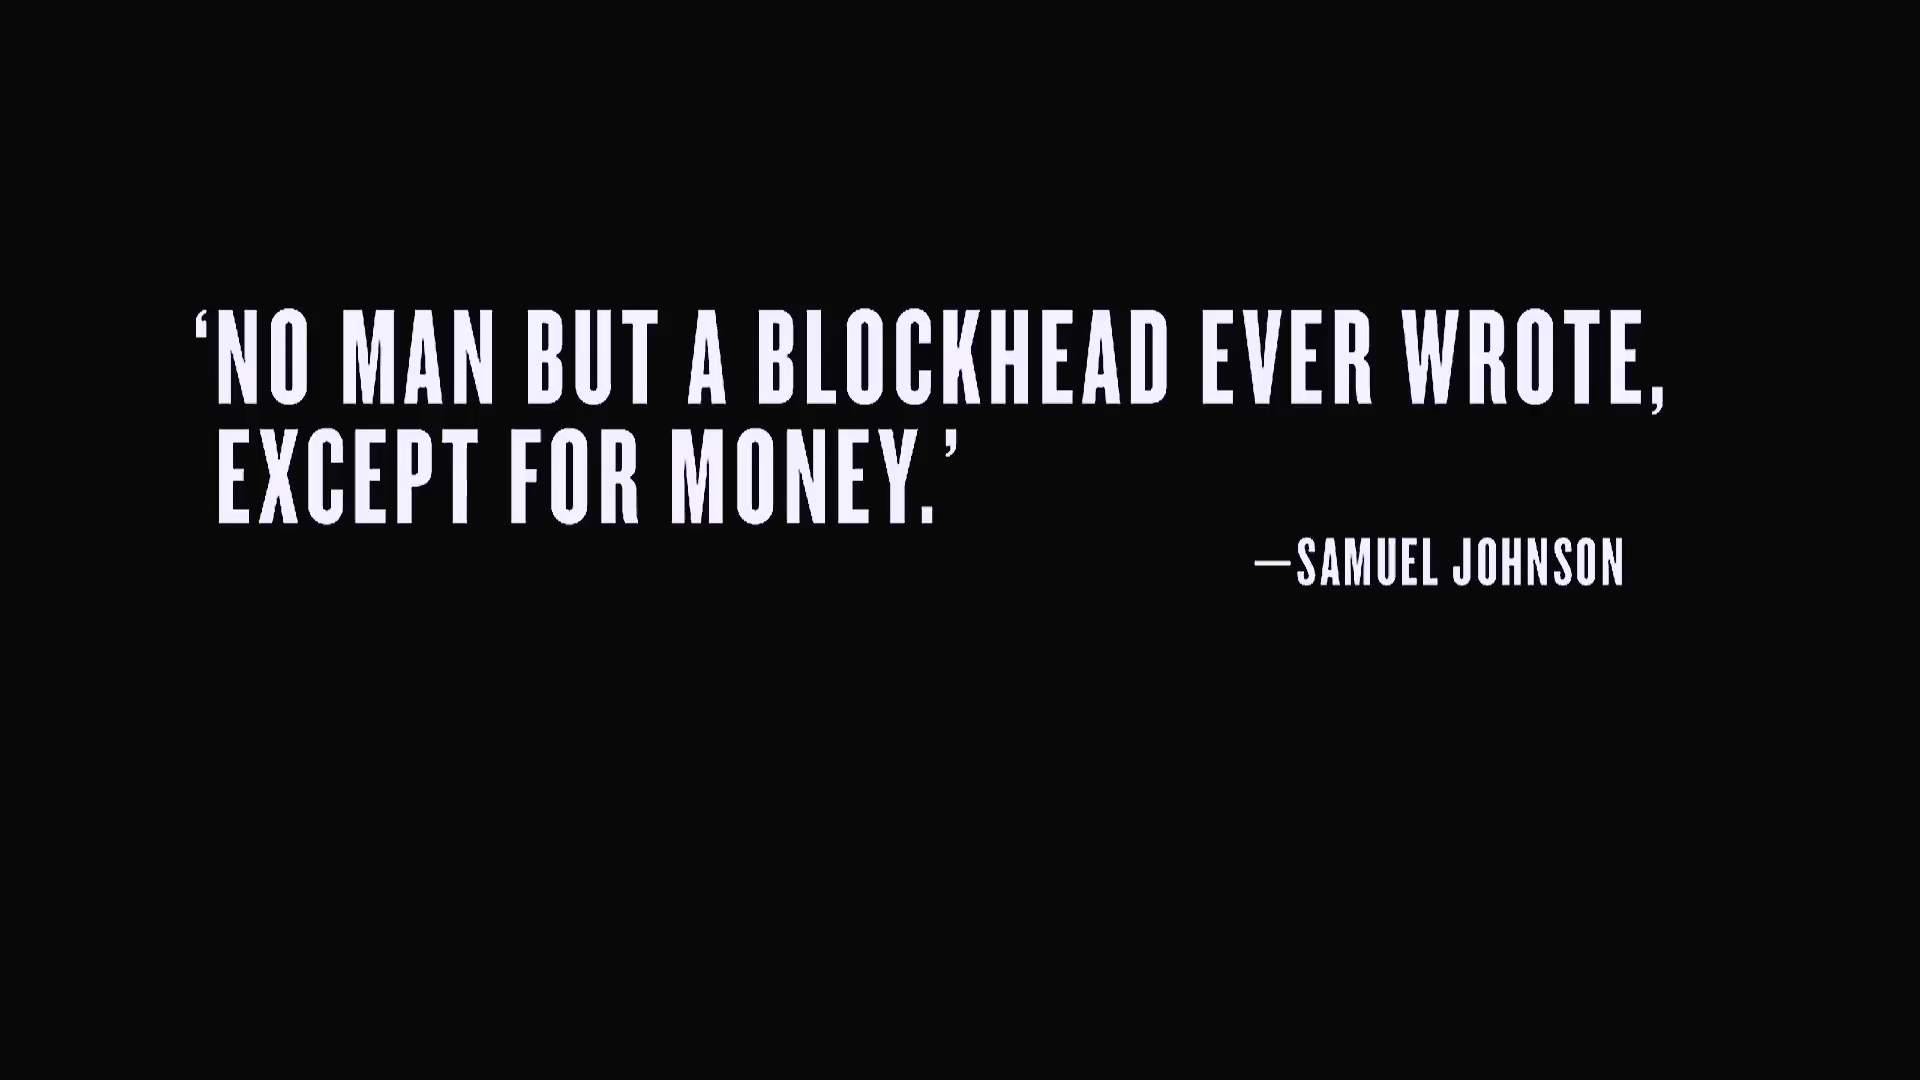 ‘NO MAN BUT A BLOCKHEAD EVER WROTE,
EXCEPT FOR MONEY.’
—SAMUEL JOHNSON